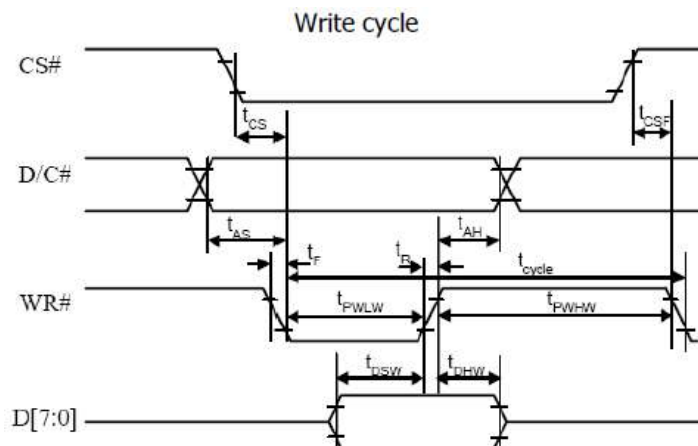 Write cycle
CS#
tCS
tCSF
D/C#
tAS
tAH
tF
tR
tcycle
WR#
tPWLW
tPWHW
tDSW
tDHW
D[7:0]